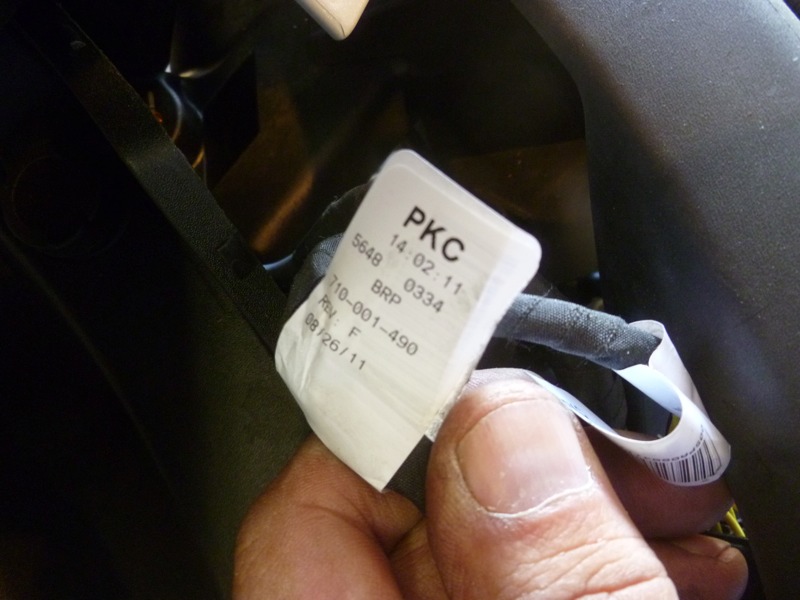 PKC
14:02:11
5648 0334
BRP
710-001-490
REV: F
08/26/11